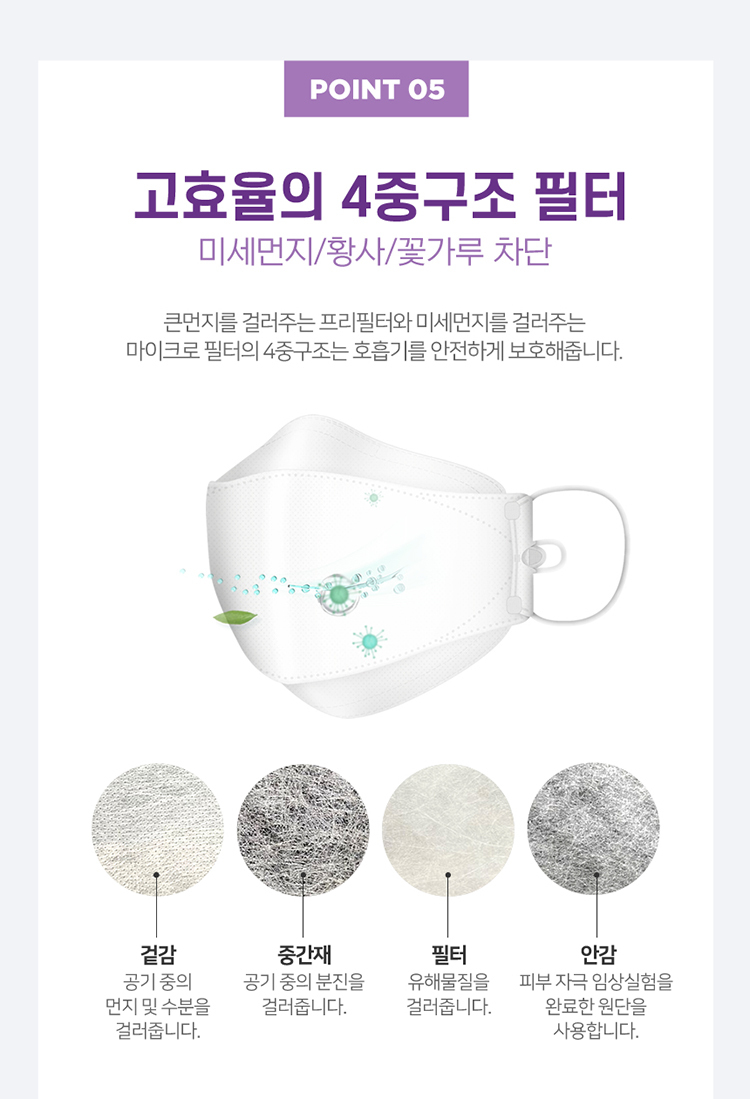 POINT 05
고효율의 4중구조 필터
미세먼지/황사/꽃가루 차단
큰먼지를 걸러주는 프리필터와 미세먼지를 걸러주는
마이크로 필터의 4중구조는 호흡기를 안전하게 보호해줍니다.
겉감
공기 중의
먼지 및 수분을
걸러줍니다.
중간재
공기 중의 분진을
걸러줍니다.
필터
유해물질을
걸러줍니다.
안감
피부 자극 임상실험을
완료한 원단을
사용합니다.